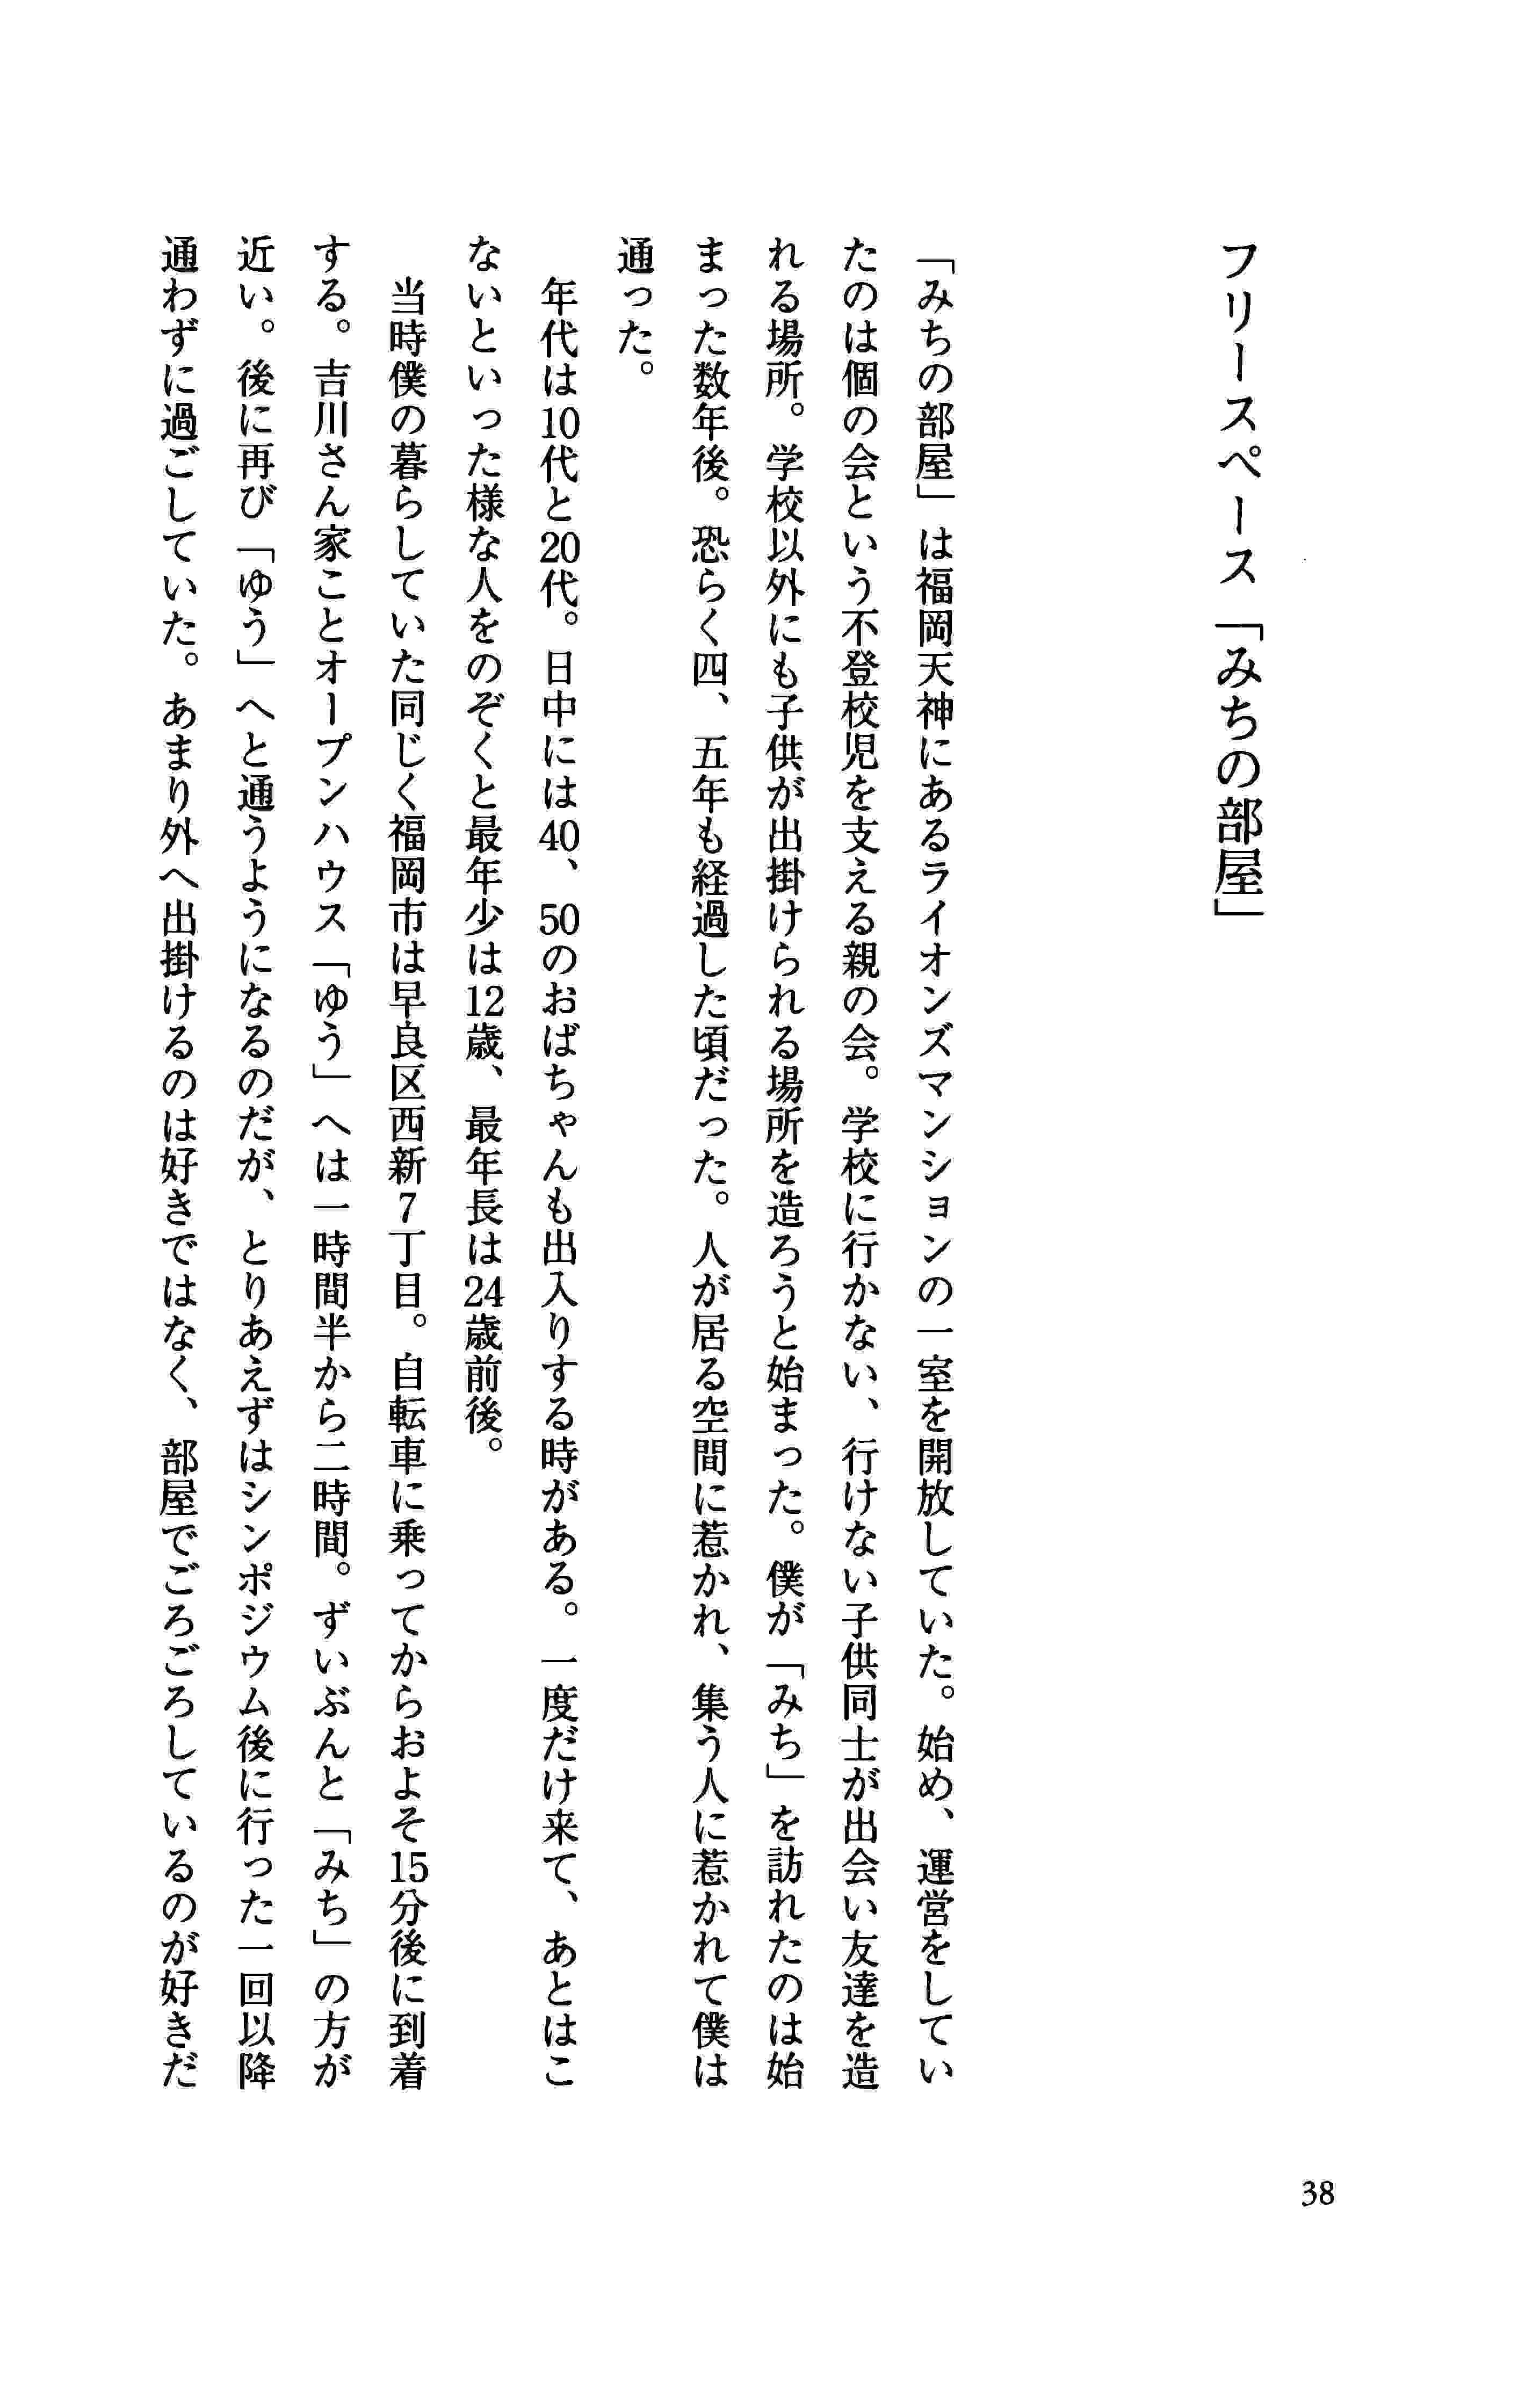 フリースペース「みちの部屋」
「みちの部屋」は福岡天神にあるライオンズマンションの一室を開放していた。始め、運営をしてい
たのは個の会という不登校児を支える親の会。学校に行かない、行けない子供同士が出会い友達を造
れる場所。学校以外にも子供が出掛けられる場所を造ろうと始まった。僕が「みち」を訪れたのは始
まった数年後。恐らく四、五年も経過した頃だった。人が居る空間に惹かれ、集う人に惹かれて僕は
通った。
年代は10代と20代。日中には40、50のおばちゃんも出入りする時がある。一度だけ来て、あとはこ
ないといった様な人をのぞくと最年少は12歳、最年長は24歳前後。
当時僕の暮らしていた同じく福岡市は早良区西新7丁目。自転車に乗ってからおよそ15分後に到着
する。吉川さん家ことオープンハウス「ゆう」へは一時間半から二時間。ずいぶんと「みち」の方が
近い。後に再び「ゆう」へと通うようになるのだが、とりあえずはシンポジウム後に行った一回以降
通わずに過ごしていた。あまり外へ出掛けるのは好きではなく、部屋でごろごろしているのが好きだ
38